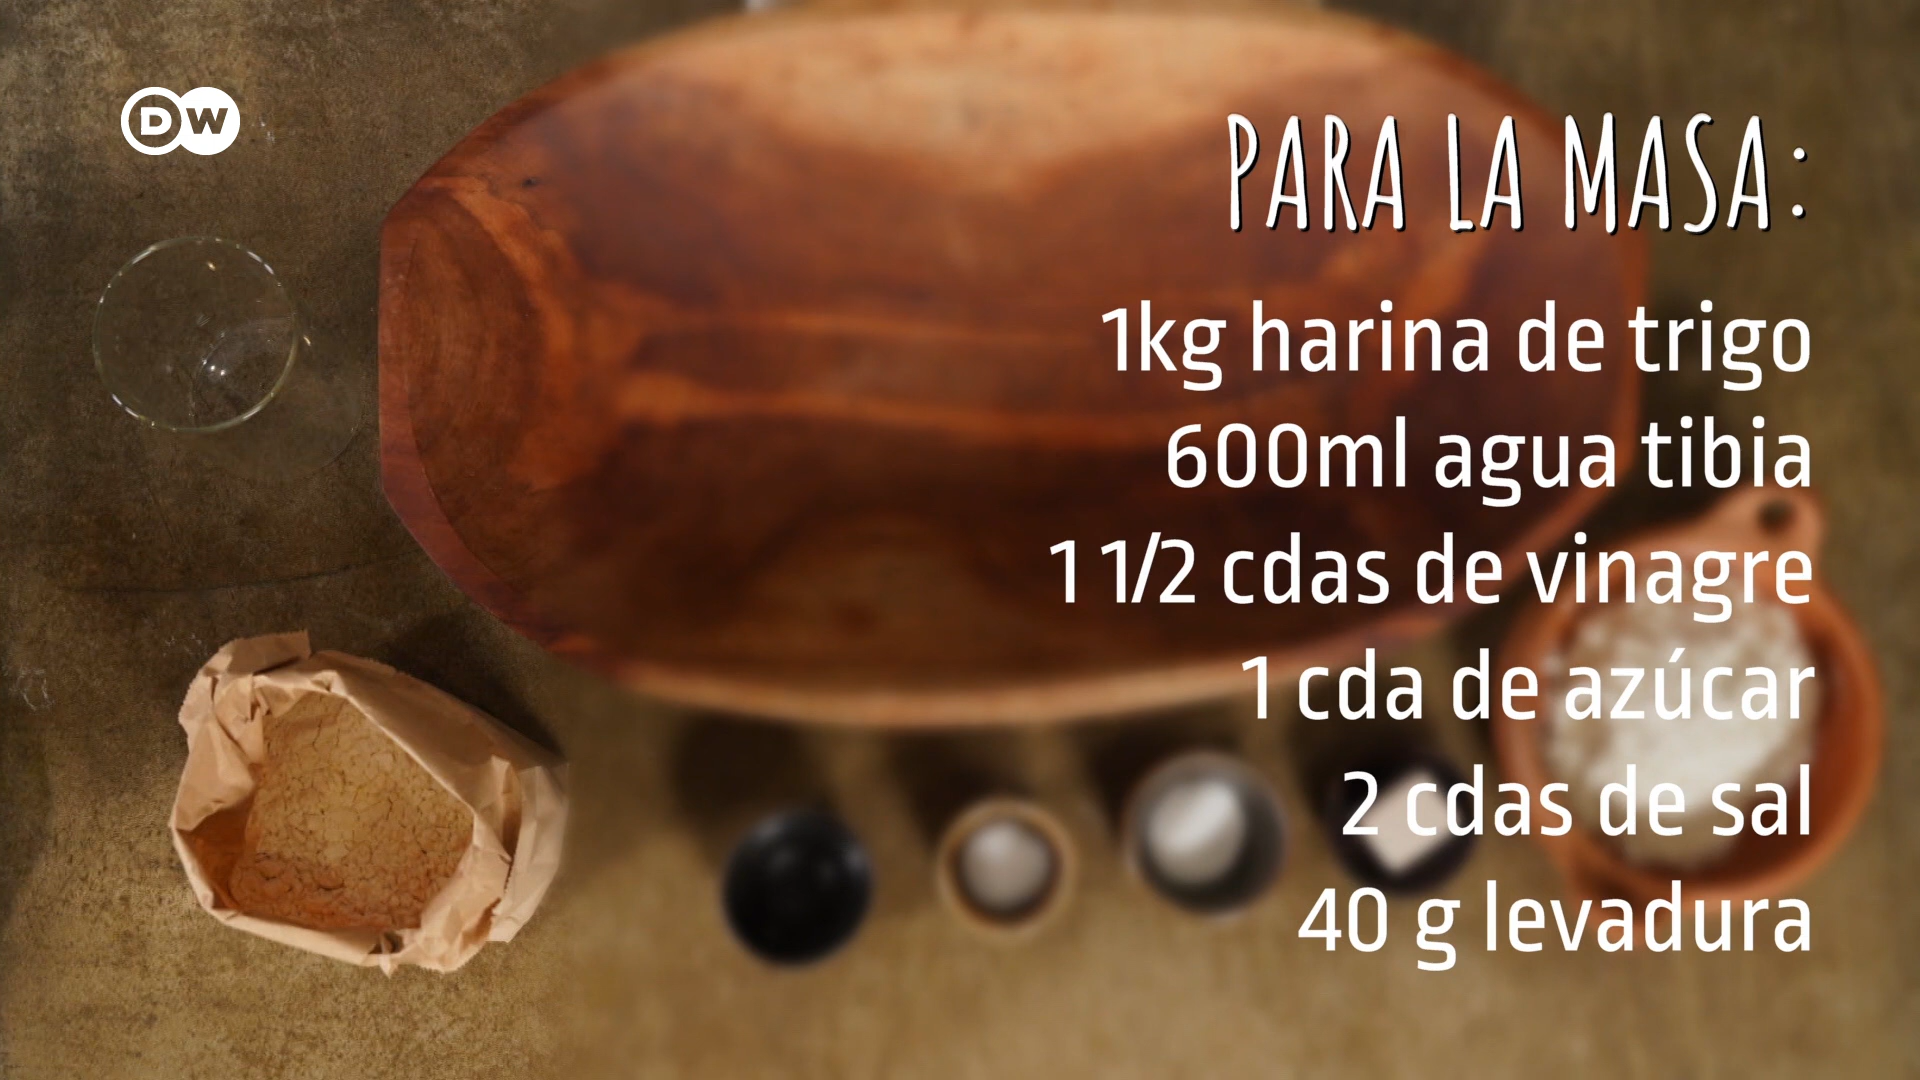 DW
PARA LA MASA:
1kg harina de trigo
600ml agua tibia
1 1/2 cdas de vinagre
1 cda de azúcar
2 cdas de sal
40 g levadura